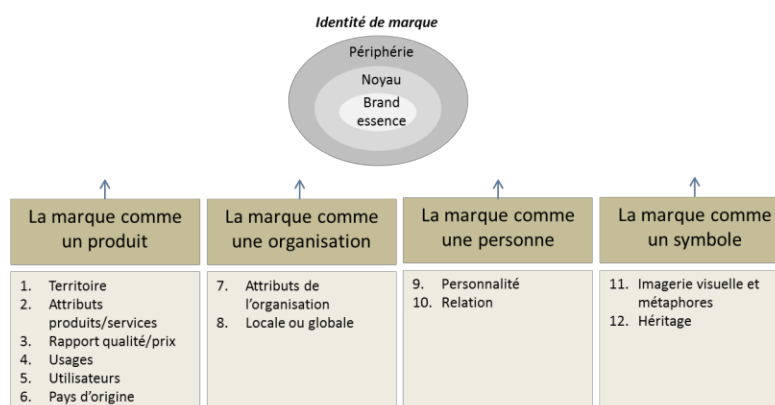 Identité de marque
Périphérie
Noyau
Brand
essence
La marque comme
un produit
La marque comme
une organisation
La marque comme
une personne
La marque comme
un symbole
1. Territoire
2. Attributs
produits/services
3. Rapport qualité/prix
4. Usages
5. Utilisateurs
6. Pays d'origine
7. Attributs de
l'organisation
8. Locale ou globale
9. Personnalité
10. Relation
11. Imagerie visuelle et
métaphores
12. Héritage